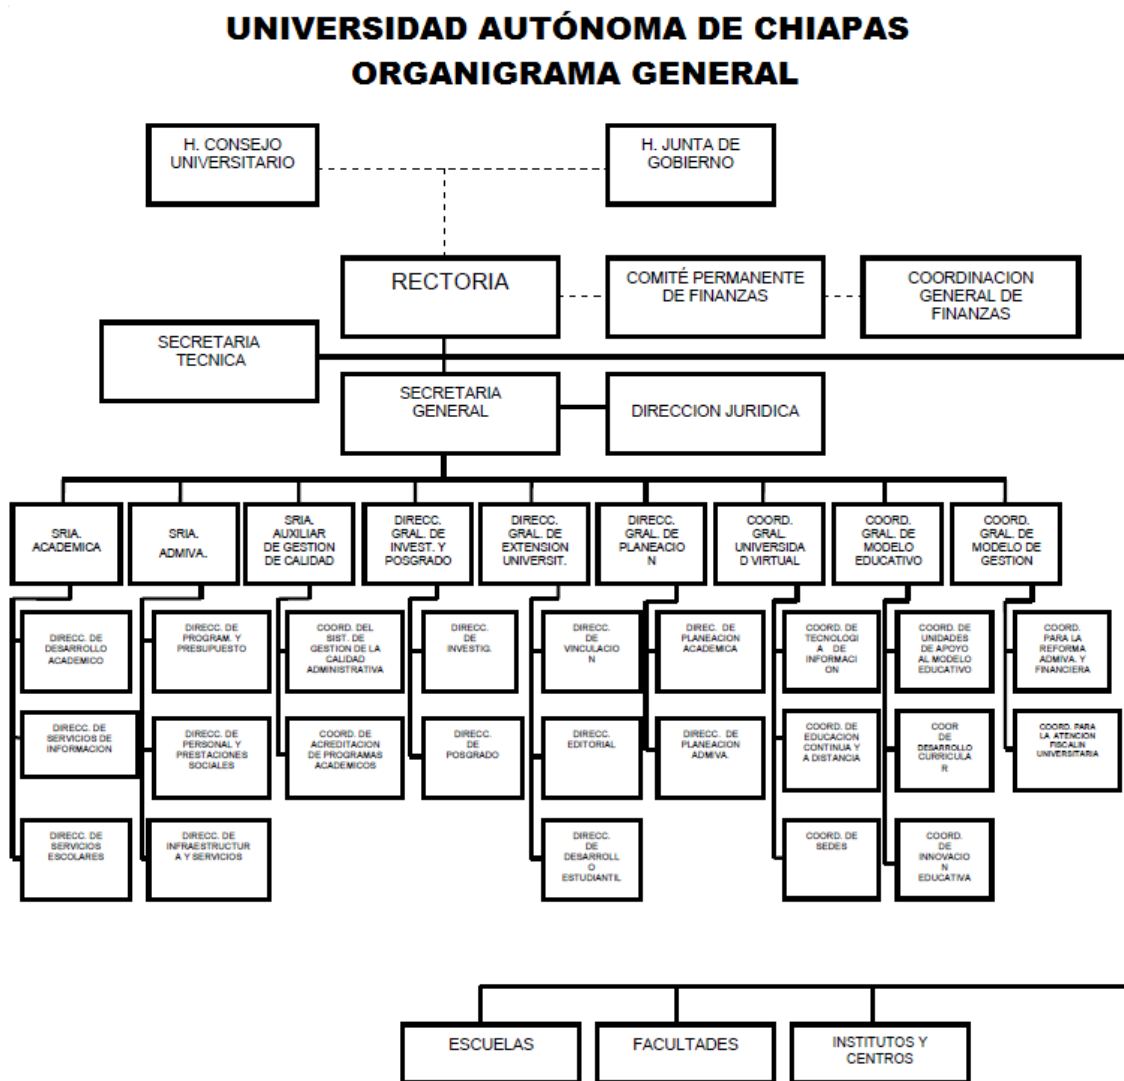 UNIVERSIDAD AUTÓNOMA DE CHIAPAS
ORGANIGRAMA GENERAL
H. CONSEJO
UNIVERSITARIO
H. JUNTA DE
GOBIERNO
RECTORIA
COMITÉ PERMANENTE
DE FINANZAS
COORDINACION
GENERAL DE
FINANZAS
SECRETARIA
TECNICA
SECRETARIA
GENERAL
DIRECCION JURIDICA
SRIA.
ACADEMICA
SRIA.
ADMIVA.
SRIA.
AUXILIAR
DE GESTION
DE CALIDAD
DIRECC.
GRAL. DE
INVEST. Y
POSGRADO
DIRECC.
GRAL. DE
EXTENSION
UNIVERSIT.
DIRECC.
GRAL. DE
PLANEACIO
N
COORD.
GRAL.
UNIVERSIDA
D VIRTUAL
COORD.
GRAL. DE
MODELO
EDUCATIVO
COORD.
GRAL. DE
MODELO DE
GESTION
DIRECC. DE
DESARROLLO
ACADEMICO
DIRECC. DE
PROGRAM. Y
PRESUPUESTO
COORD. DEL
SIST. DE
GESTION DE LA
CALIDAD
ADMINISTRATIVA
DIRECC.
DE
INVESTIG.
DIRECC.
DE
VINCULACIO
N
DIREC. DE
PLANEACION
ACADEMICA
COORD. DE
TECNOLOGI
A DE
INFORMACI
ON
COORD. DE
UNIDADES
DE APOYO
AL MODELO
EDUCATIVO
COORD.
PARA LA
REFORMA
ADMIVA. Y
FINANCIERA
DIRECC. DE
SERVICIOS DE
INFORMACION
DIRECC. DE
PERSONAL Y
PRESTACIONES
SOCIALES
COORD. DE
ACREDITACION
DE PROGRAMAS
ACADEMICOS
DIRECC.
DE
POSGRADO
DIRECC.
EDITORIAL
DIRECC. DE
PLANEACION
ADMIVA.
COORD. DE
EDUCACION
CONTINUA Y
A DISTANCIA
COOR
DE
DESARROLLO
CURRICULA
R
COORD. PARA
LA ATENCION
FISCALIN
UNIVERSITARIA
DIRECC. DE
SERVICIOS
ESCOLARES
DIRECC. DE
INFRAESTRUCTUR
A Y SERVICIOS
DIRECC.
DE
DESARROLL
O
ESTUDIANTIL
COORD. DE
SEDES
COORD.
DE
INNOVACIO
N
EDUCATIVA
ESCUELAS
FACULTADES
INSTITUTOS Y
CENTROS